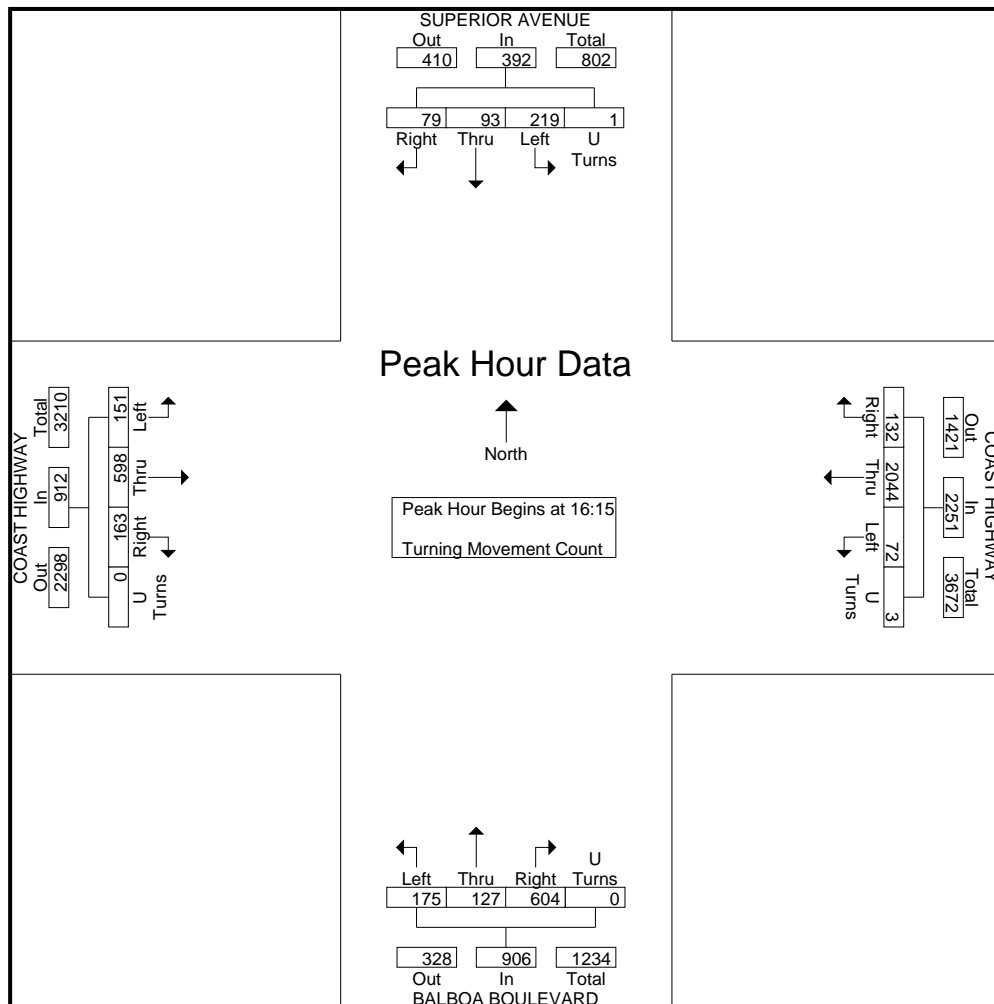 SUPERIOR AVENUE
Out In Total
410 392 802
79 93 219 1
Right Thru Left U
Turns
Peak Hour Data
North
Peak Hour Begins at 16:15
Turning Movement Count
COAST HIGHWAY
Total In Out
3210 912 2298
151 598 163 0
Left Thru Right U
Turns
COAST HIGHWAY
Out In Total
1421 2251 3672
132 2044 72 3
Right Thru Left U
Turns
U
Left Thru Right Turns
175 127 604 0
328 906 1234
Out In Total
BALBOA BOULEVARD